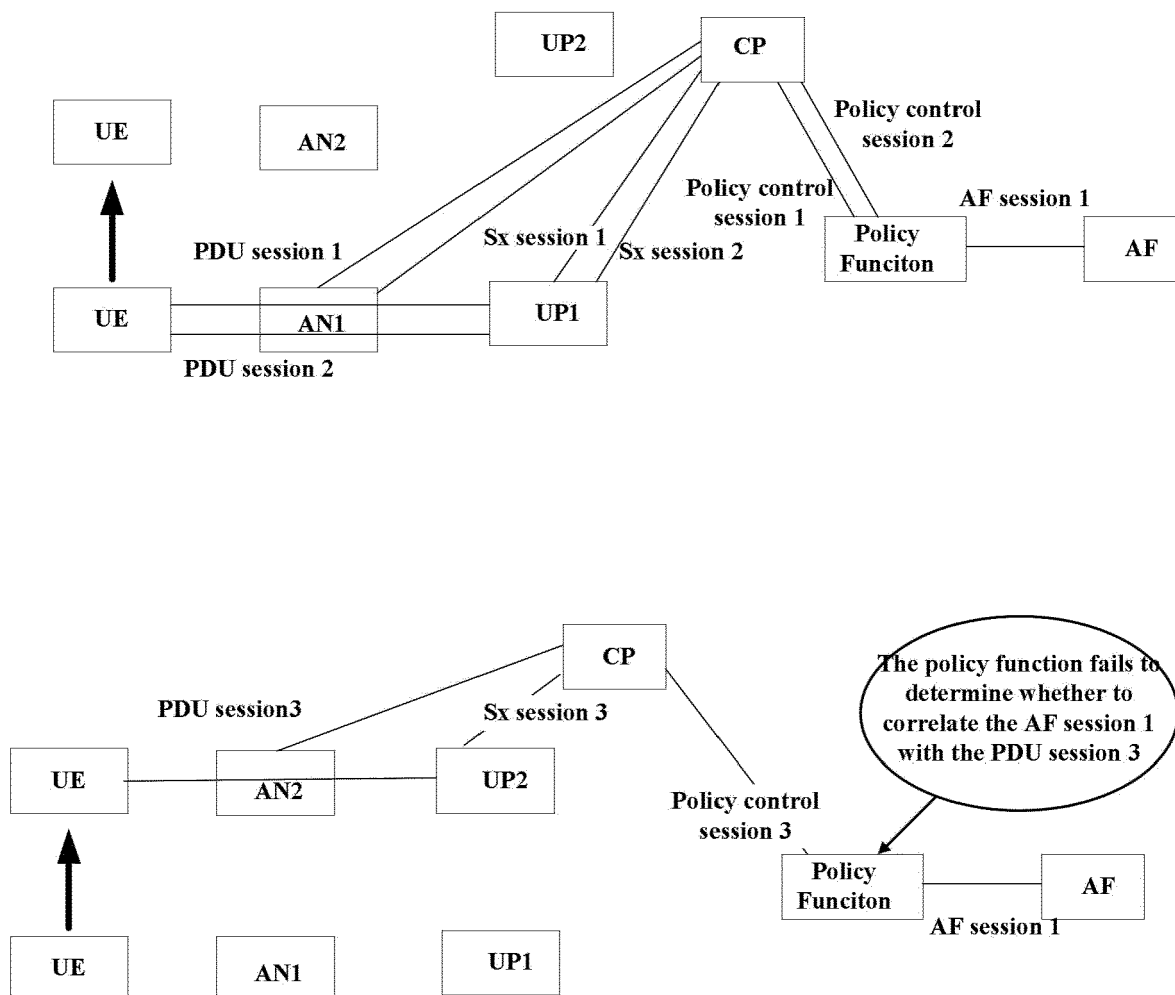 UP2
CP
UE
AN2
Policy control
session 2
Policy control
session 1
AF session 1
PDU session 1
Sx session 1
Sx session 2
Policy
Funciton
AF
UE
AN1
UP1
PDU session 2
CP
The policy function fails to
determine whether to
correlate the AF session 1
with the PDU session 3
PDU session3
Sx session 3
UE
AN2
UP2
Policy control
session 3
Policy
Funciton
AF
AF session 1
UE
AN1
UP1